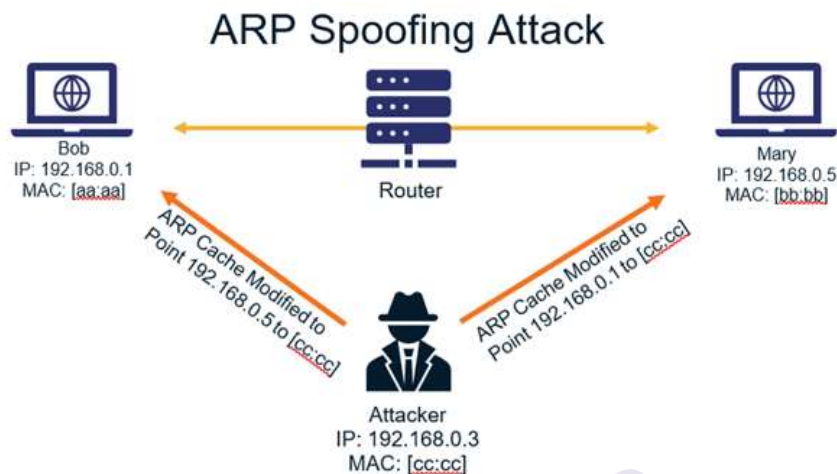 ARP Spoofing Attack
Bob
IP: 192.168.0.1
MAC: [aa:aa]
Router
Mary
IP: 192.168.0.5
MAC: [bb:bb]
ARP Cache Modified to
Point 192.168.0.5 to [cc:cc]
ARP Cache Modified to
Point 192.168.0.1 to [cc:cc]
Attacker
IP: 192.168.0.3
MAC: [cc:cc]